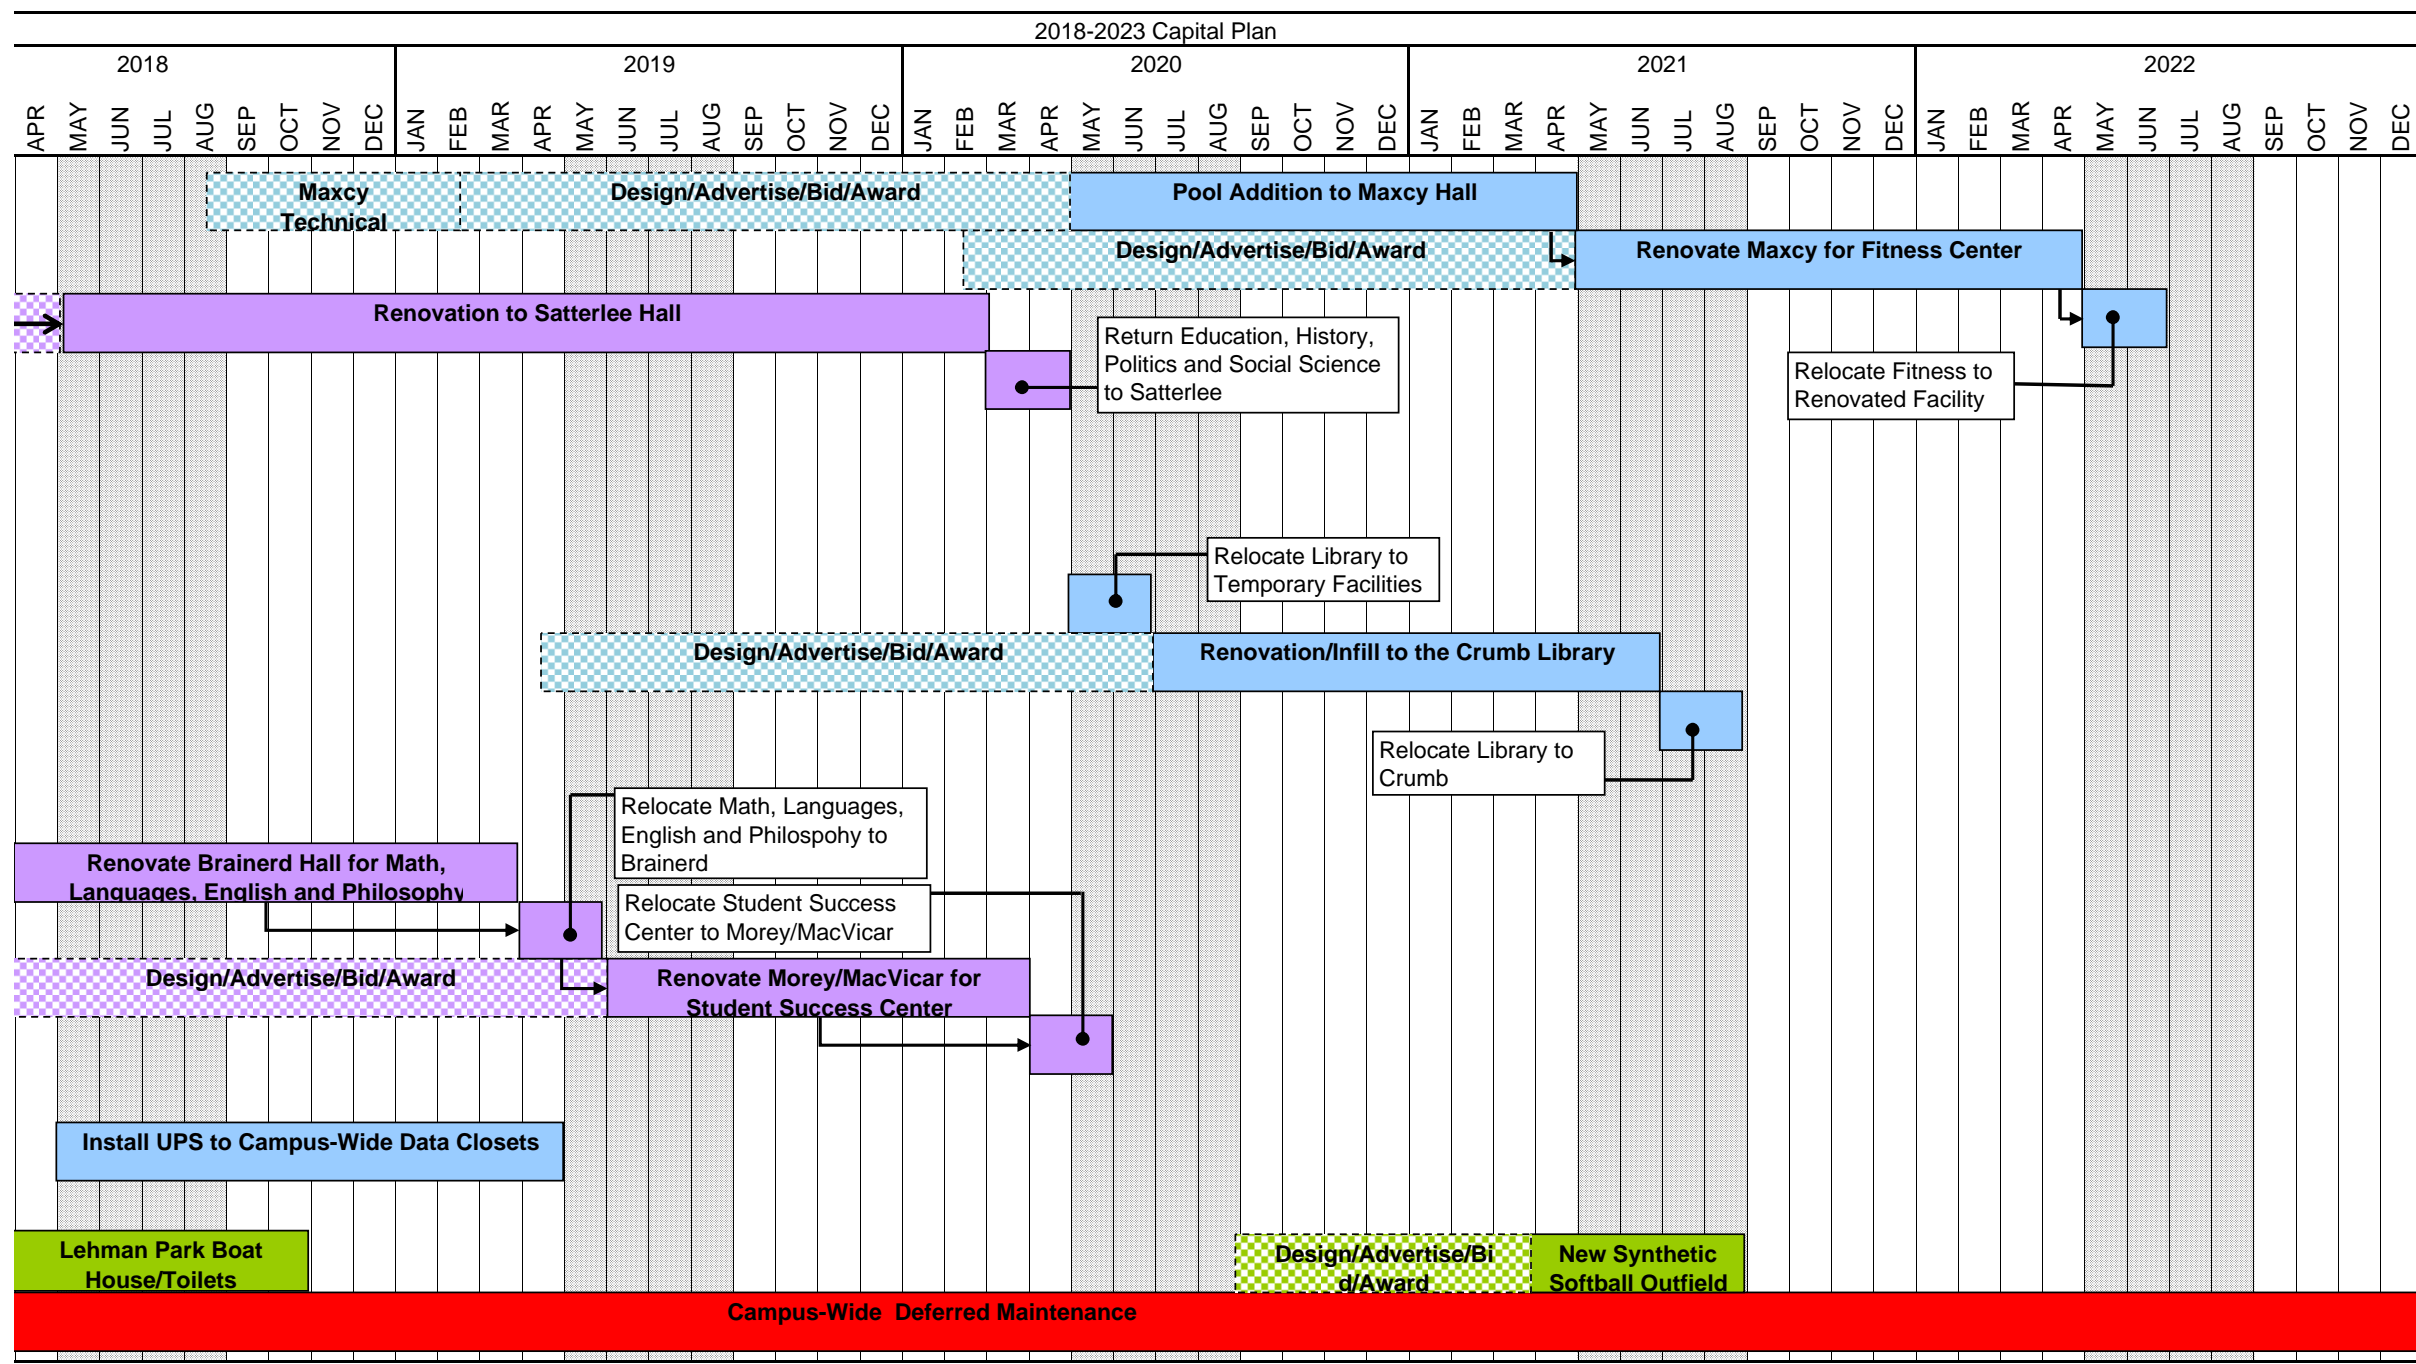 2018-2023 Capital Plan
2018 2019 2020 2021 2022
APR MAY JUN JUL AUG SEP OCT NOV DEC JAN FEB MAR APR MAY JUN JUL AUG SEP OCT NOV DEC JAN FEB MAR APR MAY JUN JUL AUG SEP OCT NOV DEC JAN FEB MAR APR MAY JUN JUL AUG SEP OCT NOV DEC JAN FEB MAR APR MAY JUN JUL AUG SEP OCT NOV DEC
Maxcy
Technical
Design/Advertise/Bid/Award
Pool Addition to Maxcy Hall
Design/Advertise/Bid/Award
Renovate Maxcy for Fitness Center
Renovation to Satterlee Hall
Return Education, History,
Politics and Social Science
to Satterlee
Relocate Fitness to
Renovated Facility
Relocate Library to
Temporary Facilities
Design/Advertise/Bid/Award
Renovation/Infill to the Crumb Library
Relocate Library to
Crumb
Relocate Math, Languages,
English and Philospohy to
Brainerd
Renovate Brainerd Hall for Math,
Languages, English and Philosophy
Relocate Student Success
Center to Morey/MacVicar
Design/Advertise/Bid/Award
Renovate Morey/MacVicar for
Student Success Center
Install UPS to Campus-Wide Data Closets
Lehman Park Boat
House/Toilets
Design/Advertise/Bi
d/Award
New Synthetic
Softball Outfield
Campus-Wide  Deferred Maintenance